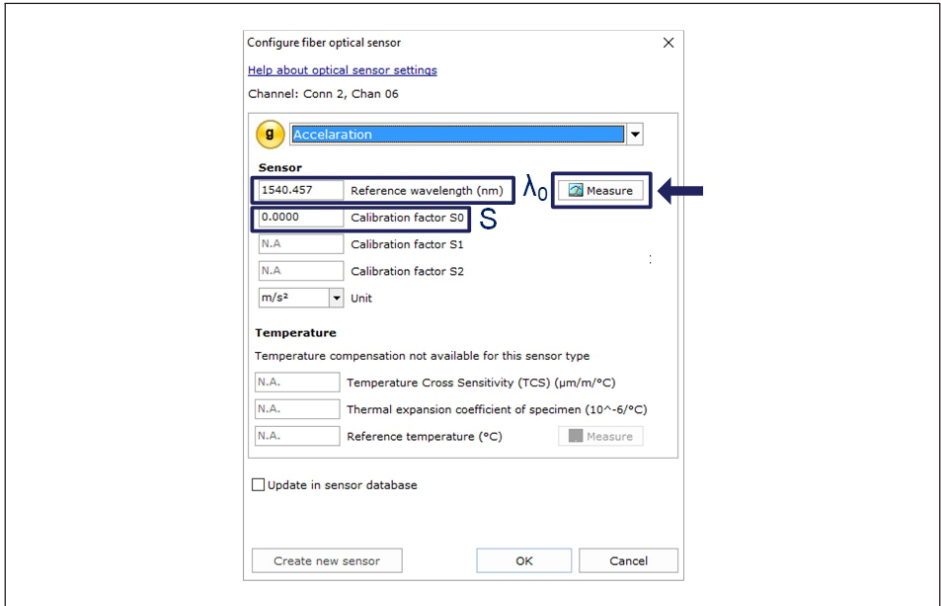 Configure fiber optical sensor ×
Help about optical sensor settings
Channel: Conn 2, Chan 06
g Accelaration
Sensor
1540.457 Reference wavelength (nm) λ0 Measure
0.0000 Calibration factor S0 S
N.A Calibration factor S1
:
N.A Calibration factor S2
m/s² Unit
Temperature
Temperature compensation not available for this sensor type
N.A. Temperature Cross Sensitivity (TCS) (µm/m/°C)
N.A. Thermal expansion coefficient of specimen (10^-6/°C)
N.A. Reference temperature (°C) Measure
Update in sensor database
Create new sensor OK Cancel